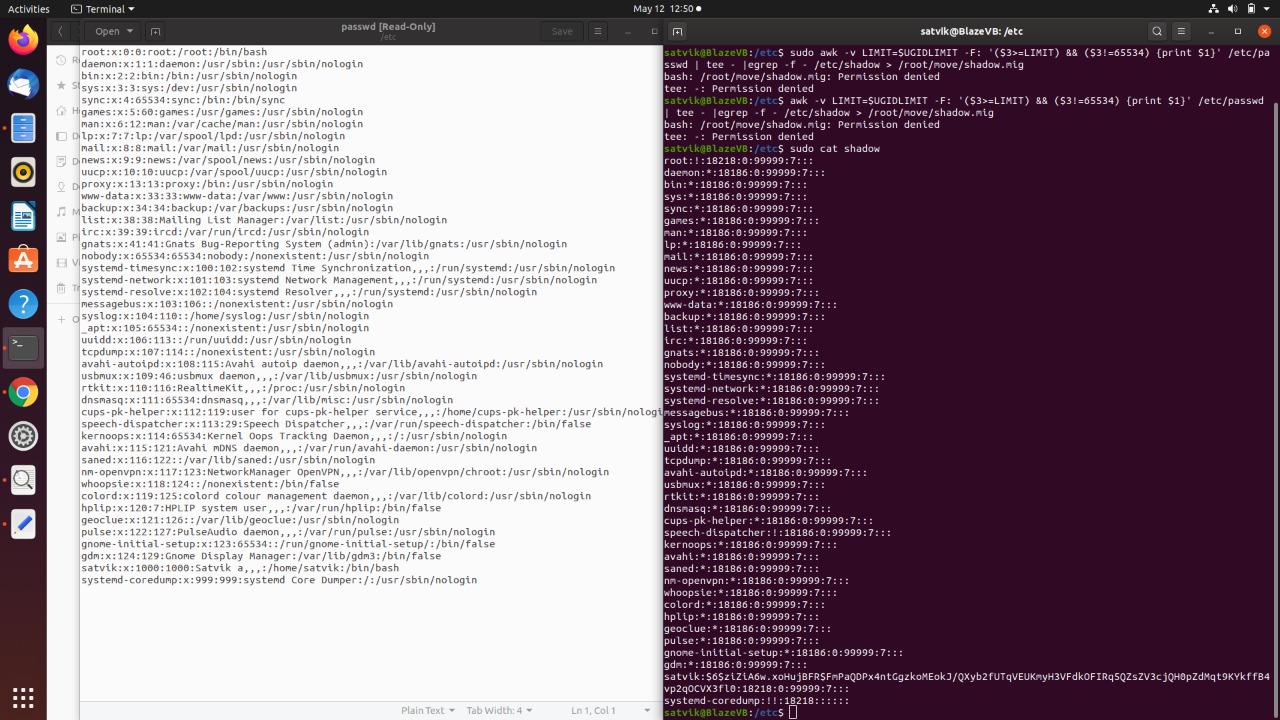 Activities
Terminal
May 12 12:50
Open
passwd [Read-Only]
/etc
Save
satvik@BlazeVB: /etc
root:x:0:0:root:/root:/bin/bash
daemon:x:1:1:daemon:/usr/sbin:/usr/sbin/nologin
bin:x:2:2:bin:/bin:/usr/sbin/nologin
sys:x:3:3:sys:/dev:/usr/sbin/nologin
sync:x:4:65534:sync:/bin:/bin/sync
games:x:5:60:games:/usr/games:/usr/sbin/nologin
man:x:6:12:man:/var/cache/man:/usr/sbin/nologin
lp:x:7:7:lp:/var/spool/lpd:/usr/sbin/nologin
mail:x:8:8:mail:/var/mail:/usr/sbin/nologin
news:x:9:9:news:/var/spool/news:/usr/sbin/nologin
uucp:x:10:10:uucp:/var/spool/uucp:/usr/sbin/nologin
proxy:x:13:13:proxy:/bin:/usr/sbin/nologin
www-data:x:33:33:www-data:/var/www:/usr/sbin/nologin
backup:x:34:34:backup:/var/backups:/usr/sbin/nologin
list:x:38:38:Mailing List Manager:/var/list:/usr/sbin/nologin
irc:x:39:39:ircd:/var/run/ircd:/usr/sbin/nologin
gnats:x:41:41:Gnats Bug-Reporting System (admin):/var/lib/gnats:/usr/sbin/nologin
nobody:x:65534:65534:nobody:/nonexistent:/usr/sbin/nologin
systemd-timesync:x:100:102:systemd Time Synchronization,,,:/run/systemd:/usr/sbin/nologin
systemd-network:x:101:103:systemd Network Management,,,:/run/systemd:/usr/sbin/nologin
systemd-resolve:x:102:104:systemd Resolver,,,:/run/systemd:/usr/sbin/nologin
messagebus:x:103:106::/nonexistent:/usr/sbin/nologin
syslog:x:104:110::/home/syslog:/usr/sbin/nologin
_apt:x:105:65534::/nonexistent:/usr/sbin/nologin
uuidd:x:106:113::/run/uuidd:/usr/sbin/nologin
tcpdump:x:107:114::/nonexistent:/usr/sbin/nologin
avahi-autoipd:x:108:115:Avahi autoip daemon,,,:/var/lib/avahi-autoipd:/usr/sbin/nologin
usbmux:x:109:46:usbmux daemon,,,:/var/lib/usbmux:/usr/sbin/nologin
rtkit:x:110:116:RealtimeKit,,,:/proc:/usr/sbin/nologin
dnsmasq:x:111:65534:dnsmasq,,,:/var/lib/misc:/usr/sbin/nologin
cups-pk-helper:x:112:119:user for cups-pk-helper service,,,:/home/cups-pk-helper:/usr/sbin/nologi
speech-dispatcher:x:113:29:Speech Dispatcher,,,:/var/run/speech-dispatcher:/bin/false
kernoops:x:114:65534:Kernel Oops Tracking Daemon,,,:/:/usr/sbin/nologin
avahi:x:115:121:Avahi mDNS daemon,,,:/var/run/avahi-daemon:/usr/sbin/nologin
saned:x:116:122::/var/lib/saned:/usr/sbin/nologin
nm-openvpn:x:117:123:NetworkManager OpenVPN,,,:/var/lib/openvpn/chroot:/usr/sbin/nologin
whoopsie:x:118:124::/nonexistent:/bin/false
colord:x:119:125:colord colour management daemon,,,:/var/lib/colord:/usr/sbin/nologin
hplip:x:120:7:HPLIP system user,,,:/var/run/hplip:/bin/false
geoclue:x:121:126::/var/lib/geoclue:/usr/sbin/nologin
pulse:x:122:127:PulseAudio daemon,,,:/var/run/pulse:/usr/sbin/nologin
gnome-initial-setup:x:123:65534::/run/gnome-initial-setup/:/bin/false
gdm:x:124:129:Gnome Display Manager:/var/lib/gdm3:/bin/false
satvik:x:1000:1000:Satvik a,,,:/home/satvik:/bin/bash
systemd-coredump:x:999:999:systemd Core Dumper:/:/usr/sbin/nologin
Plain Text
Tab Width: 4
Ln 1, Col 1
satvik@BlazeVB:/etc$ sudo awk -v LIMIT=$UGIDLIMIT -F: '($3>=LIMIT) && ($3!=65534) {print $1}' /etc/pa
sswd | tee - |egrep -f - /etc/shadow > /root/move/shadow.mig
bash: /root/move/shadow.mig: Permission denied
tee: -: Permission denied
satvik@BlazeVB:/etc$ awk -v LIMIT=$UGIDLIMIT -F: '($3>=LIMIT) && ($3!=65534) {print $1}' /etc/passwd
| tee - |egrep -f - /etc/shadow > /root/move/shadow.mig
bash: /root/move/shadow.mig: Permission denied
tee: -: Permission denied
satvik@BlazeVB:/etc$ sudo cat shadow
root:!:18218:0:99999:7:::
daemon:*:18186:0:99999:7:::
bin:*:18186:0:99999:7:::
sys:*:18186:0:99999:7:::
sync:*:18186:0:99999:7:::
games:*:18186:0:99999:7:::
man:*:18186:0:99999:7:::
lp:*:18186:0:99999:7:::
mail:*:18186:0:99999:7:::
news:*:18186:0:99999:7:::
uucp:*:18186:0:99999:7:::
proxy:*:18186:0:99999:7:::
www-data:*:18186:0:99999:7:::
backup:*:18186:0:99999:7:::
list:*:18186:0:99999:7:::
irc:*:18186:0:99999:7:::
gnats:*:18186:0:99999:7:::
nobody:*:18186:0:99999:7:::
systemd-timesync:*:18186:0:99999:7:::
systemd-network:*:18186:0:99999:7:::
systemd-resolve:*:18186:0:99999:7:::
messagebus:*:18186:0:99999:7:::
syslog:*:18186:0:99999:7:::
_apt:*:18186:0:99999:7:::
uuidd:*:18186:0:99999:7:::
tcpdump:*:18186:0:99999:7:::
avahi-autoipd:*:18186:0:99999:7:::
usbmux:*:18186:0:99999:7:::
rtkit:*:18186:0:99999:7:::
dnsmasq:*:18186:0:99999:7:::
cups-pk-helper:*:18186:0:99999:7:::
speech-dispatcher:!:18186:0:99999:7:::
kernoops:*:18186:0:99999:7:::
avahi:*:18186:0:99999:7:::
saned:*:18186:0:99999:7:::
nm-openvpn:*:18186:0:99999:7:::
whoopsie:*:18186:0:99999:7:::
colord:*:18186:0:99999:7:::
hplip:*:18186:0:99999:7:::
geoclue:*:18186:0:99999:7:::
pulse:*:18186:0:99999:7:::
gnome-initial-setup:*:18186:0:99999:7:::
gdm:*:18186:0:99999:7:::
satvik:$6$ziZiA6w.xoHujBFR$FmPaQDPx4ntGgzkoMEokJ/QXyb2fUTqVEUKmyH3VFdkOFIRqSQZsZV3cjQH0pZdMqt9KYkffB4
vp2qOCVX3fl0:18218:0:99999:7:::
systemd-coredump:!!:18218::::::
satvik@BlazeVB:/etc$